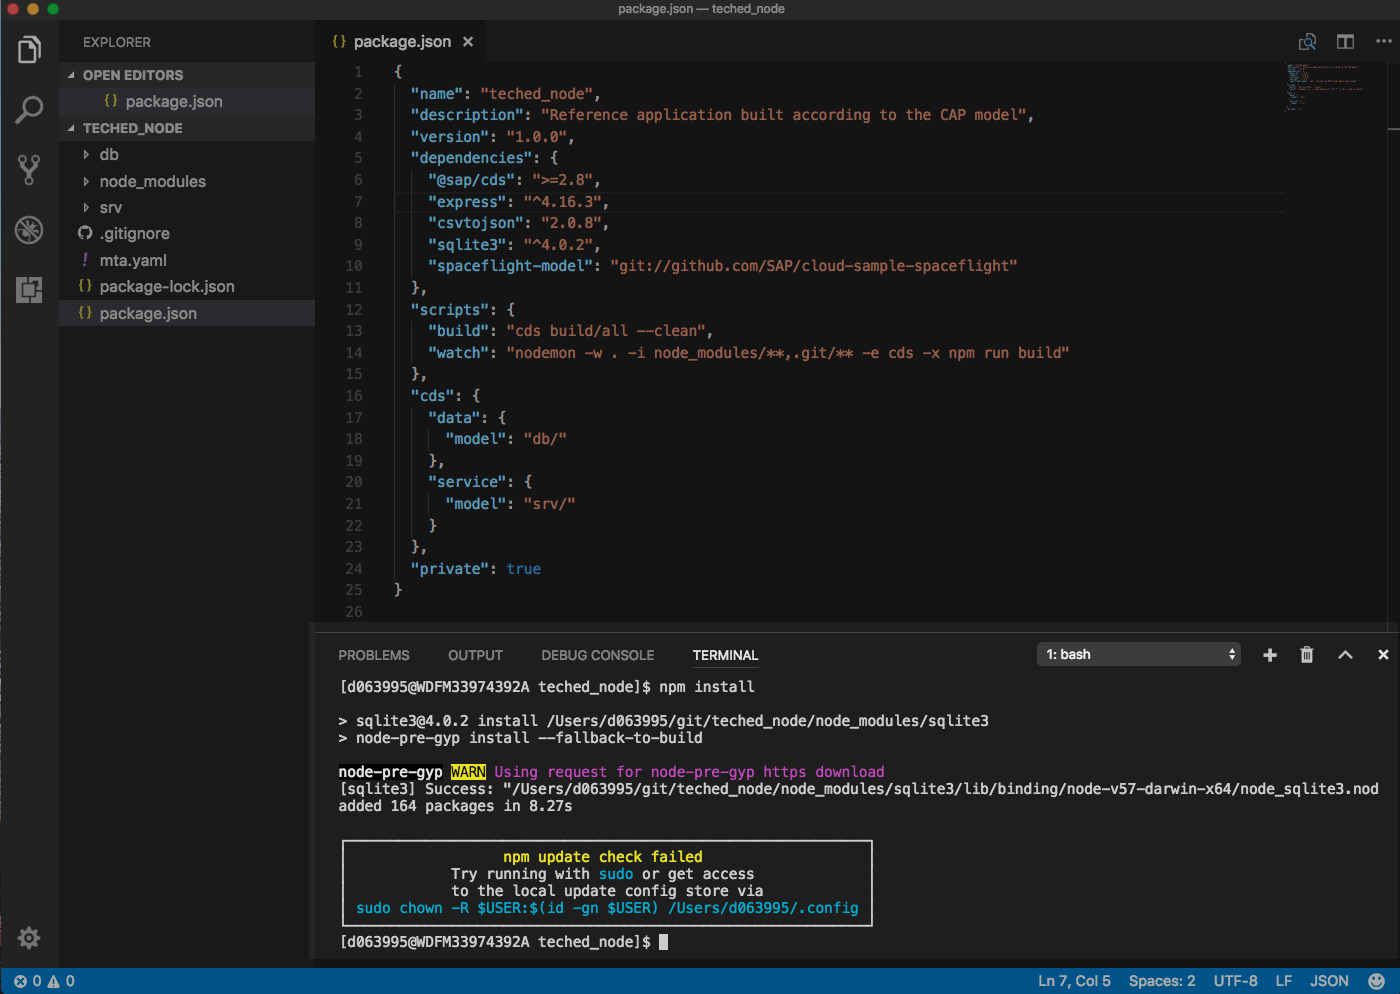 package.json — teched_node
EXPLORER
OPEN EDITORS
{} package.json
TECHED_NODE
db
node_modules
srv
.gitignore
! mta.yaml
{} package-lock.json
{} package.json
{} package.json ×
1 {
2 "name": "teched_node",
3 "description": "Reference application built according to the CAP model",
4 "version": "1.0.0",
5 "dependencies": {
6 "@sap/cds": ">=2.8",
7 "express": "^4.16.3",
8 "csvtojson": "2.0.8",
9 "sqlite3": "^4.0.2",
10 "spaceflight-model": "git://github.com/SAP/cloud-sample-spaceflight"
11 },
12 "scripts": {
13 "build": "cds build/all --clean",
14 "watch": "nodemon -w . -i node_modules/**,.git/** -e cds -x npm run build"
15 },
16 "cds": {
17 "data": {
18 "model": "db/"
19 },
20 "service": {
21 "model": "srv/"
22 }
23 },
24 "private": true
25 }
26
PROBLEMS OUTPUT DEBUG CONSOLE TERMINAL 1: bash
[d063995@WDFM33974392A teched_node]$ npm install
> sqlite3@4.0.2 install /Users/d063995/git/teched_node/node_modules/sqlite3
> node-pre-gyp install --fallback-to-build
node-pre-gyp WARN Using request for node-pre-gyp https download
[sqlite3] Success: "/Users/d063995/git/teched_node/node_modules/sqlite3/lib/binding/node-v57-darwin-x64/node_sqlite3.nod
added 164 packages in 8.27s
npm update check failed
Try running with sudo or get access
to the local update config store via
sudo chown -R $USER:$(id -gn $USER) /Users/d063995/.config
[d063995@WDFM33974392A teched_node]$
0 0 Ln 7, Col 5 Spaces: 2 UTF-8 LF JSON